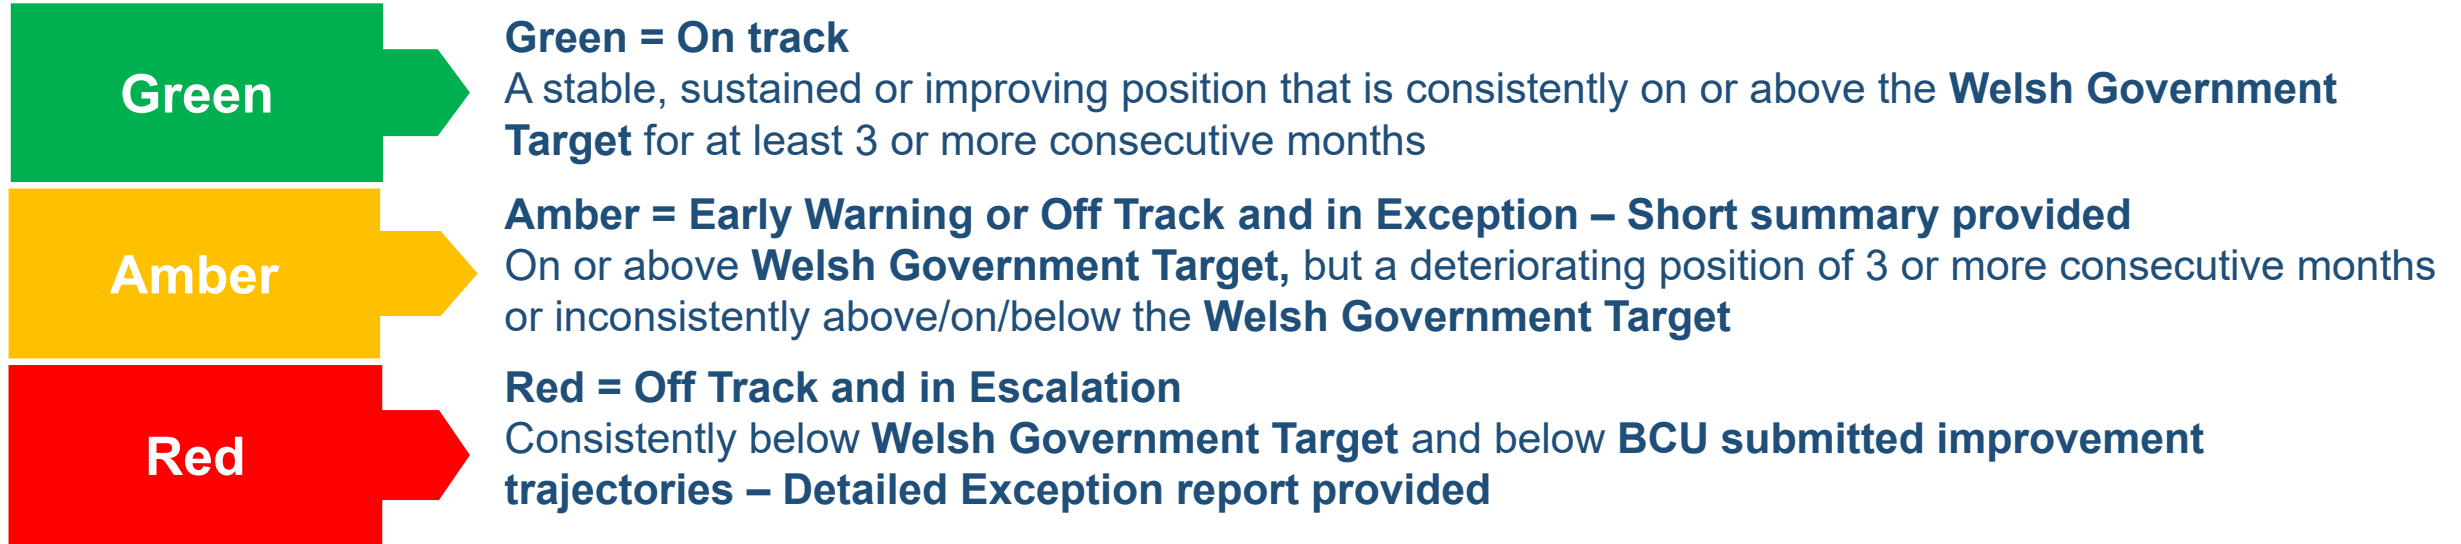 Green
Green = On track
A stable, sustained or improving position that is consistently on or above the Welsh Government
Target for at least 3 or more consecutive months
Amber
Amber = Early Warning or Off Track and in Exception – Short summary provided
On or above Welsh Government Target, but a deteriorating position of 3 or more consecutive months
or inconsistently above/on/below the Welsh Government Target
Red
Red = Off Track and in Escalation
Consistently below Welsh Government Target and below BCU submitted improvement
trajectories – Detailed Exception report provided